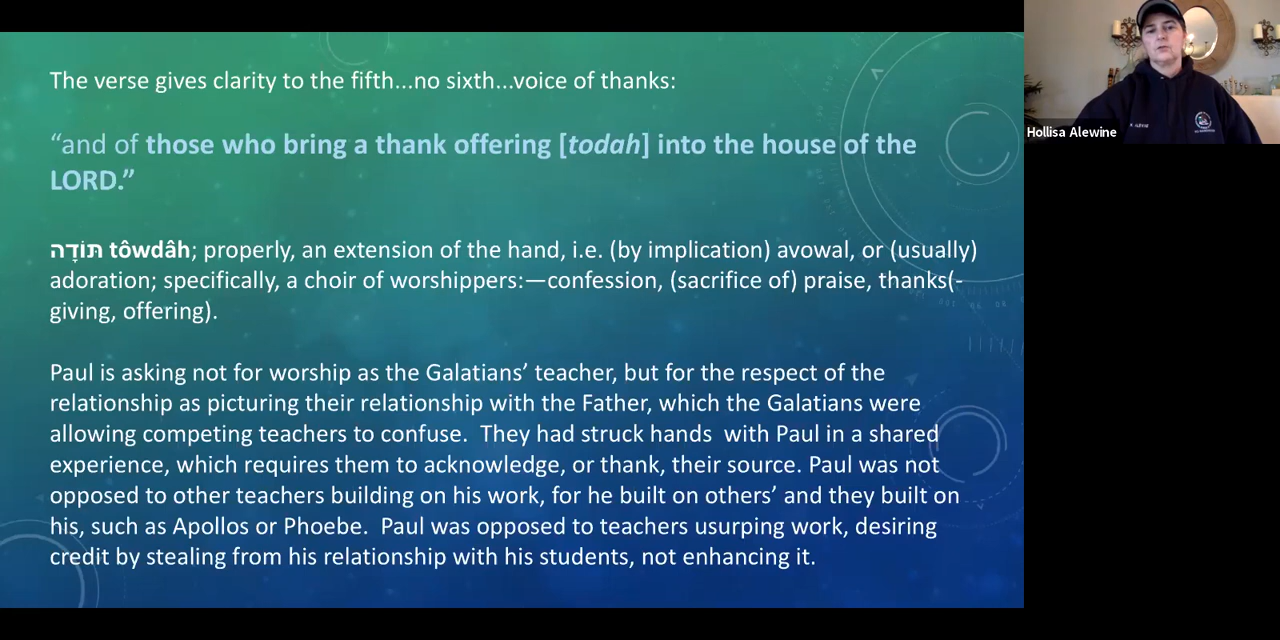 The verse gives clarity to the fifth...no sixth...voice of thanks:
“and of those who bring a thank offering [todah] into the house of the
LORD.”
תּוֹדָה tôwdâh; properly, an extension of the hand, i.e. (by implication) avowal, or (usually)
adoration; specifically, a choir of worshippers:—confession, (sacrifice of) praise, thanks(-
giving, offering).
Paul is asking not for worship as the Galatians’ teacher, but for the respect of the
relationship as picturing their relationship with the Father, which the Galatians were
allowing competing teachers to confuse.  They had struck hands  with Paul in a shared
experience, which requires them to acknowledge, or thank, their source. Paul was not
opposed to other teachers building on his work, for he built on others’ and they built on
his, such as Apollos or Phoebe.  Paul was opposed to teachers usurping work, desiring
credit by stealing from his relationship with his students, not enhancing it.
Hollisa Alewine